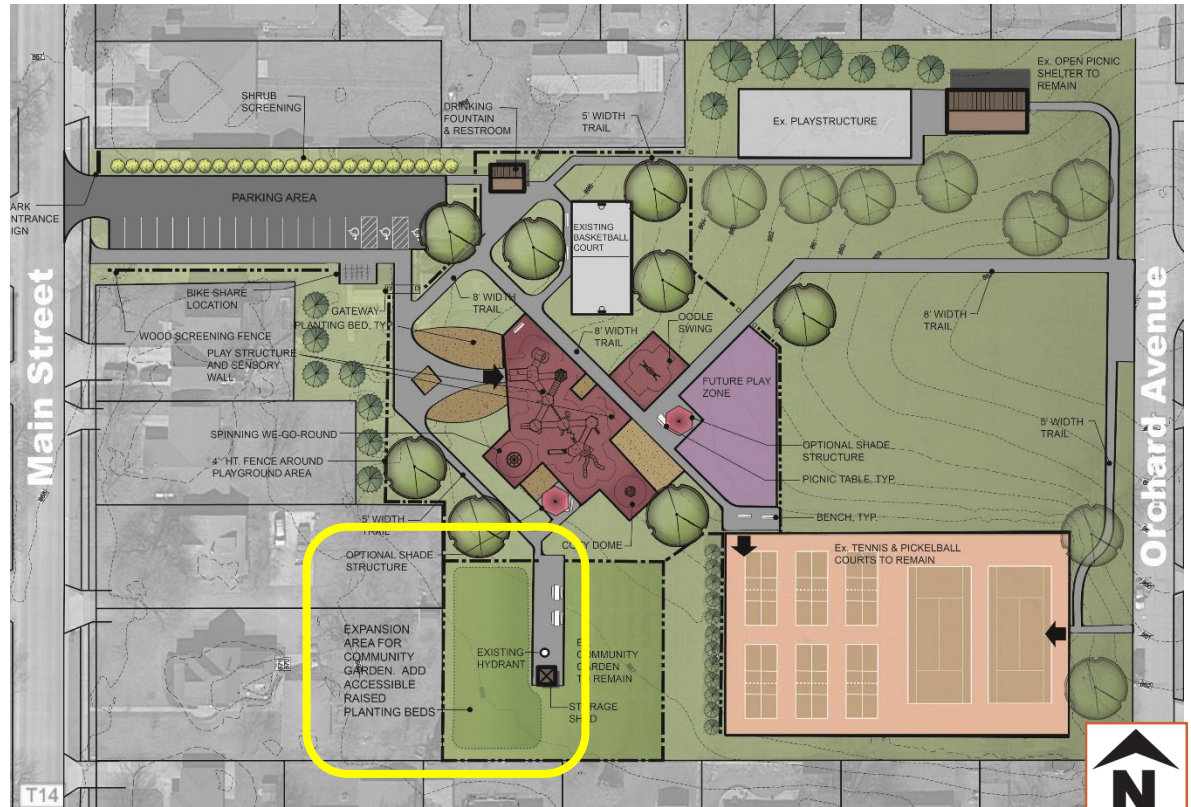 Ex. OPEN PICNIC
SHELTER TO
REMAIN
SHRUB
SCREENING
DRINKING
FOUNTAIN
& RESTROOM
5' WIDTH
TRAIL
Ex. PLAYSTRUCTURE
PARKING AREA
EXISTING
BASKETBALL
COURT
BIKE SHARE
LOCATION
8' WIDTH
TRAIL
GATEWAY
PLANTING BED, TYP.
WOOD SCREENING FENCE
PLAY STRUCTURE
AND SENSORY
WALL
8' WIDTH
TRAIL
OODLE
SWING
8' WIDTH
TRAIL
FUTURE PLAY
ZONE
Main Street
Orchard Avenue
SPINNING WE-GO-ROUND
4' HT. FENCE AROUND
PLAYGROUND AREA
OPTIONAL SHADE
STRUCTURE
5' WIDTH
TRAIL
PICNIC TABLE, TYP.
BENCH, TYP.
5' WIDTH
TRAIL
OPTIONAL SHADE
STRUCTURE
COZY DOME
Ex. TENNIS & PICKELBALL
COURTS TO REMAIN
EXPANSION
AREA FOR
COMMUNITY
GARDEN. ADD
ACCESSIBLE
RAISED
PLANTING BEDS
EXISTING
HYDRANT
COMMUNITY
GARDEN
TO REMAIN
STORAGE
SHED
T14
N